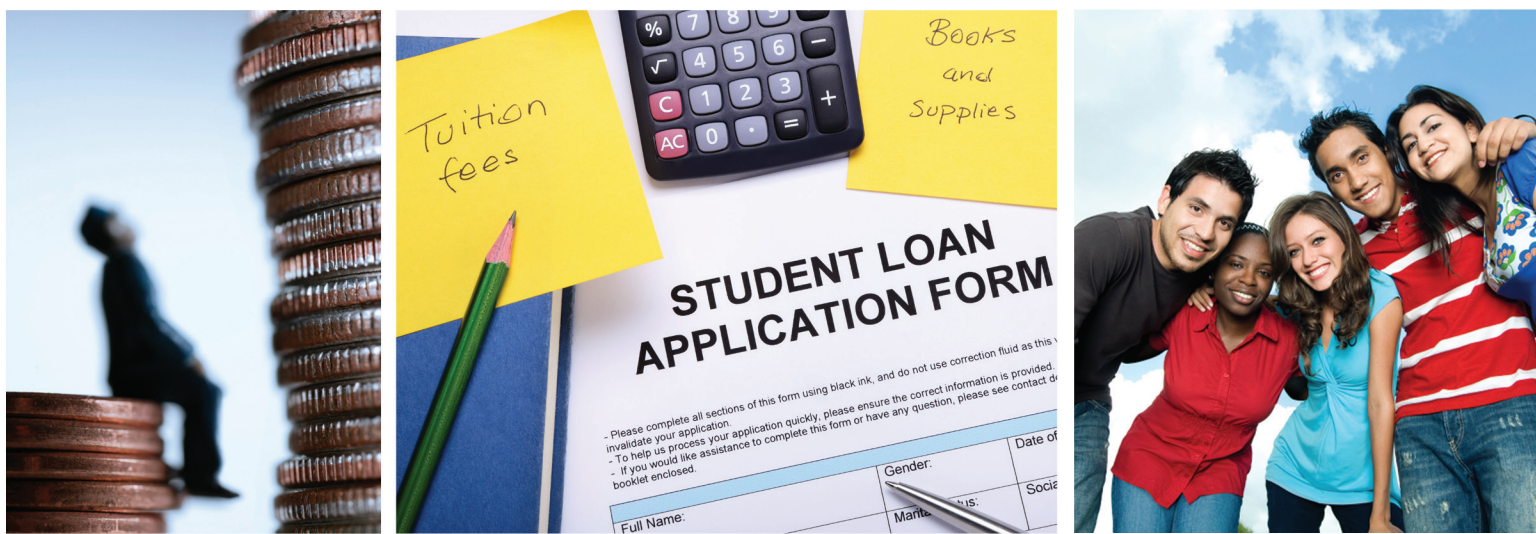 Tuition
fees
% 7 8 9
√ 4 5 6 −
C 1 2 3
AC 0 · = +
Books
and
Supplies
STUDENT LOAN
APPLICATION FORM
- Please complete all sections of this form using black ink, and do not use correction fluid as this
invalidate your application.
- To help us process your application quickly, please ensure the correct information is provided.
- If you would like assistance to complete this form or have any question, please see contact
booklet enclosed.
Full Name:
Gender:
Date of